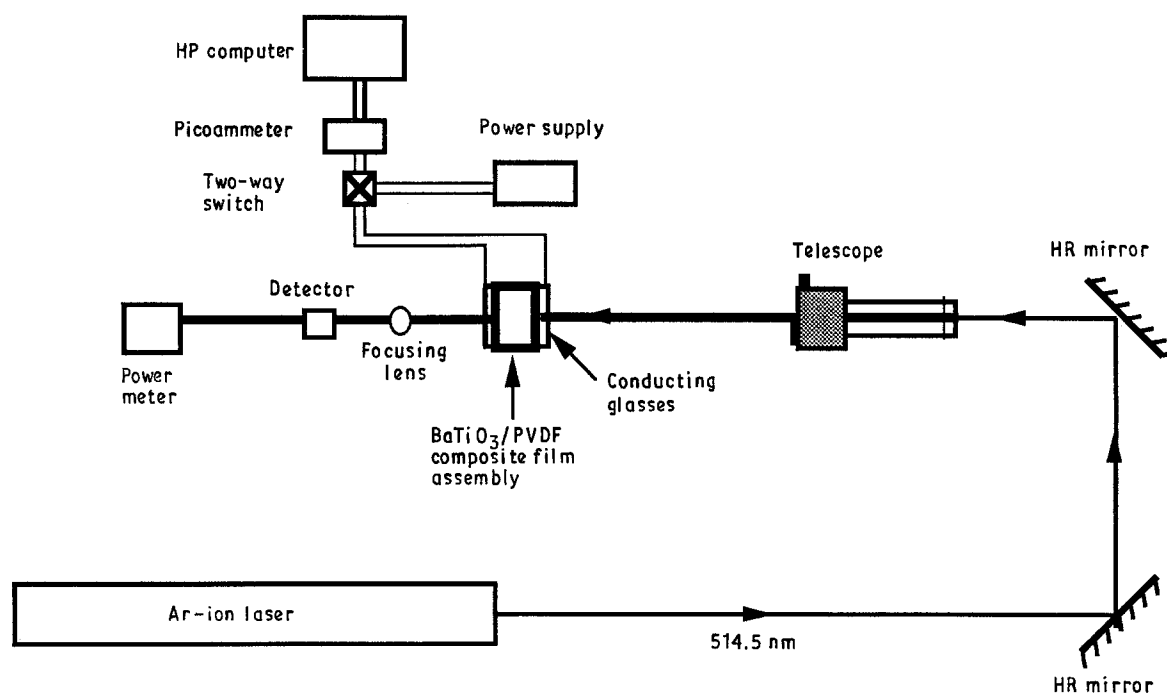 HP computer
Picoammeter
Power supply
Two-way
switch
Telescope
HR mirror
Detector
Focusing
lens
Power
meter
Conducting
glasses
BaTiO3/PVDF
composite film
assembly
Ar-ion laser
514.5 nm
HR mirror